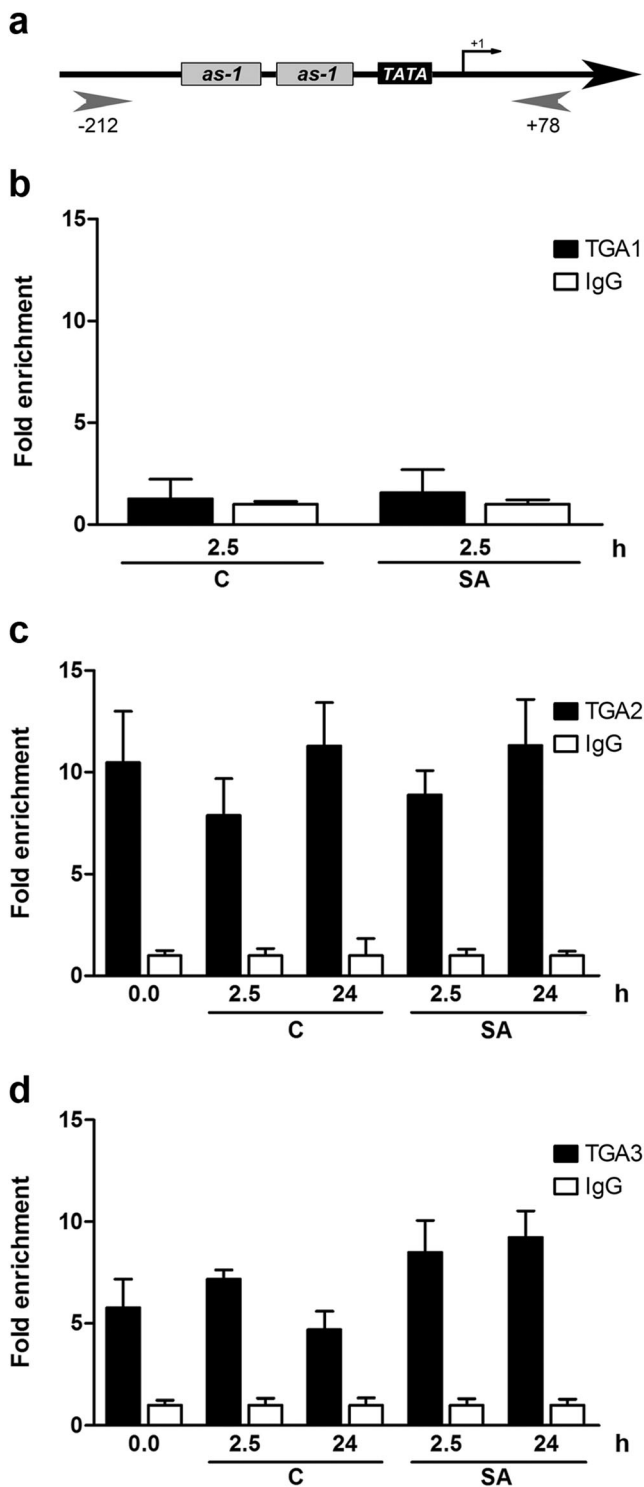 a
+1
as-1 as-1 TATA
-212 +78
b
15
TGA1
IgG
10
Fold enrichment
5
0
2.5 2.5 h
C SA
c
15
TGA2
IgG
10
Fold enrichment
5
0
0.0 2.5 24 2.5 24 h
C SA
d
15
TGA3
IgG
10
Fold enrichment
5
0
0.0 2.5 24 2.5 24 h
C SA